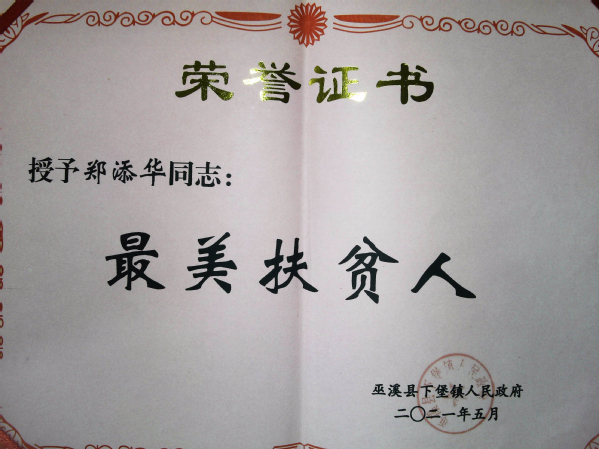 荣誉证书
授予郑添华同志：
最美扶贫人
巫溪县下堡镇人民政府
二〇二一年五月